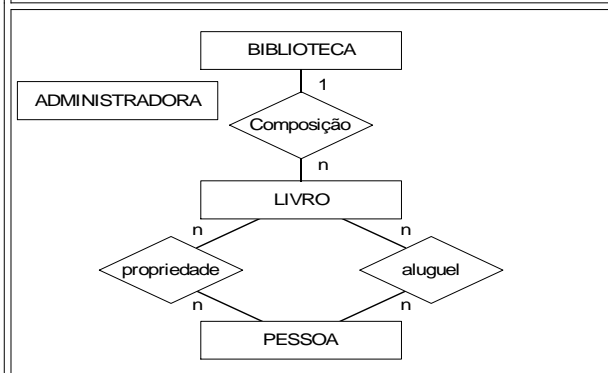 BIBLIOTECA
1
ADMINISTRADORA
Composição
n
LIVRO
n n
propriedade aluguel
n n
PESSOA